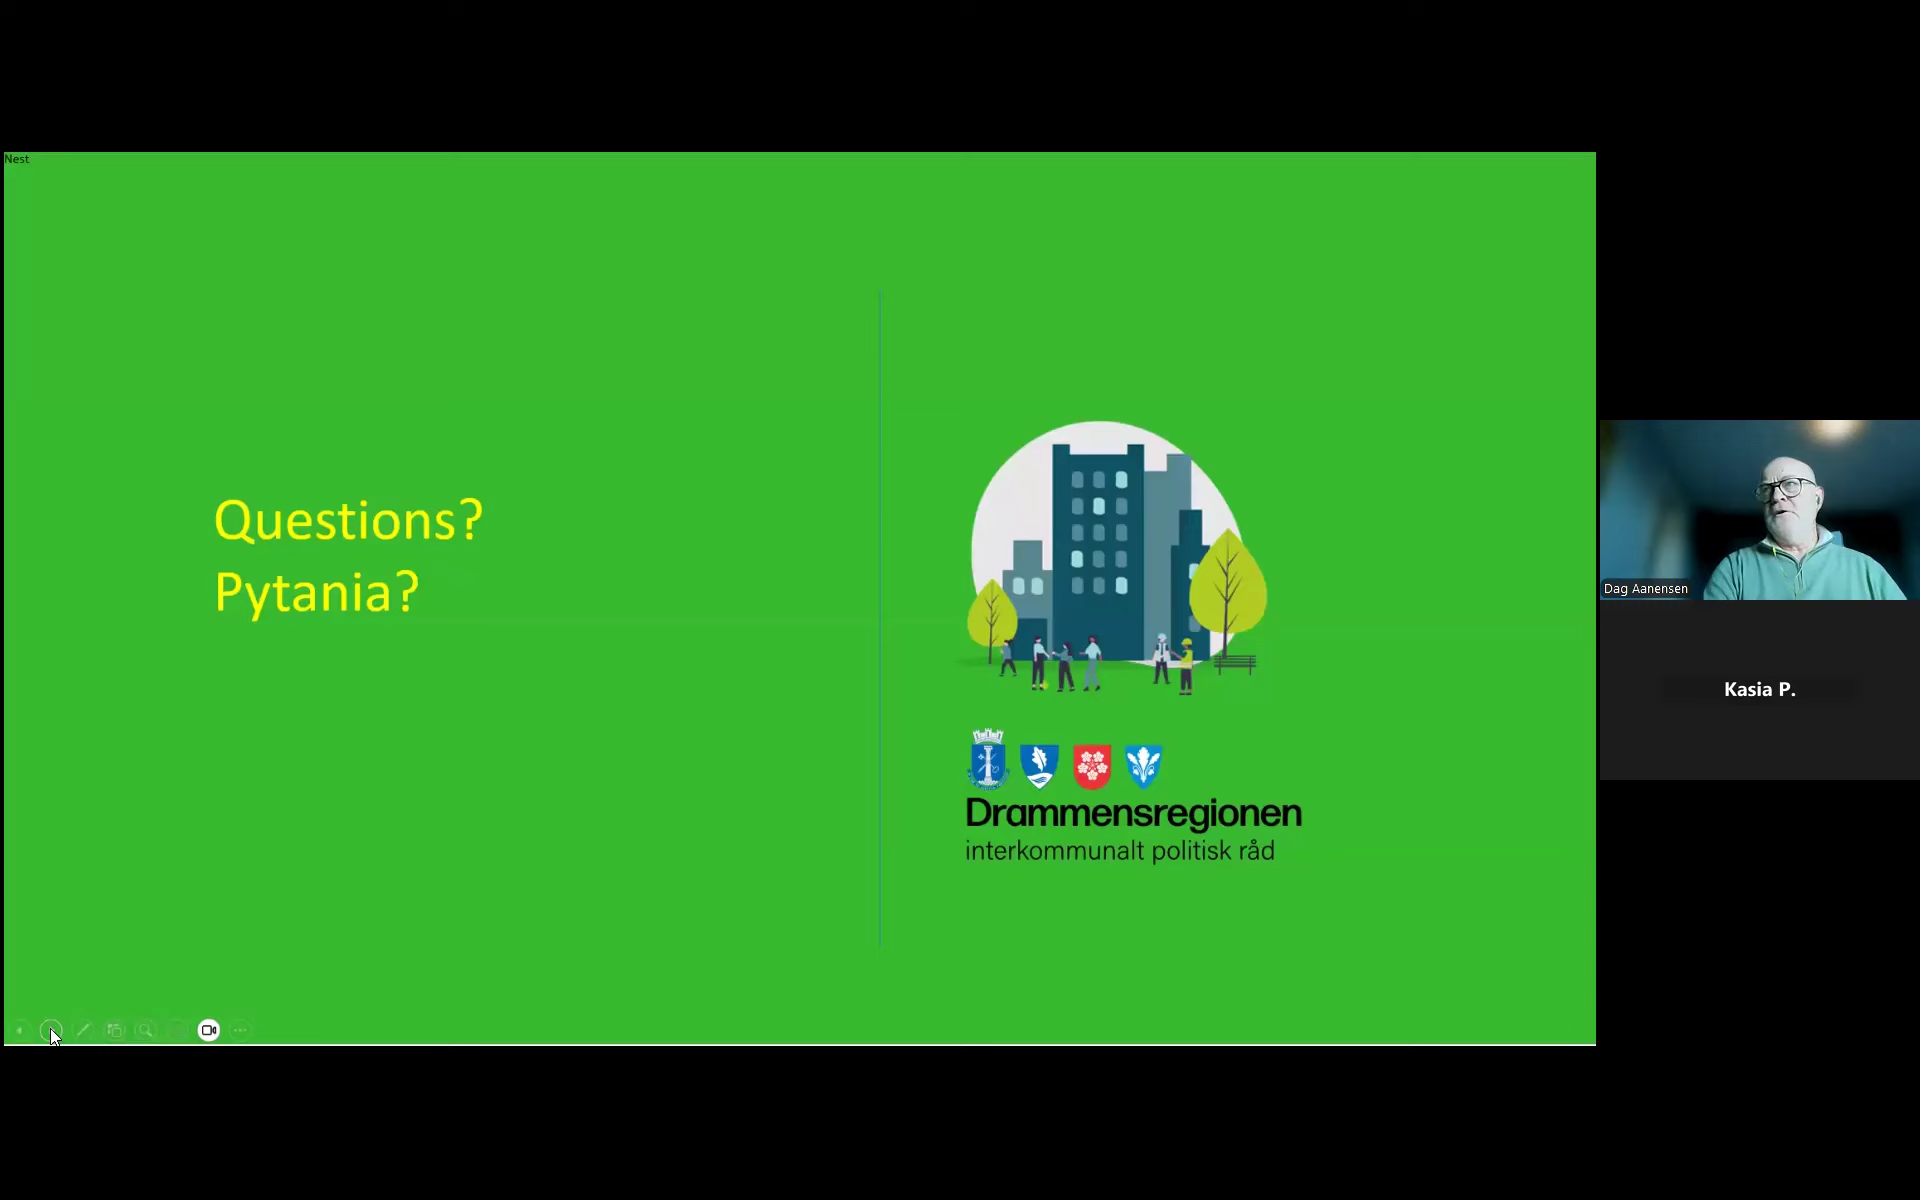 Nest
Questions?
Pytania?
Drammensregionen
interkommunalt politisk råd
Dag Aanensen
Kasia P.